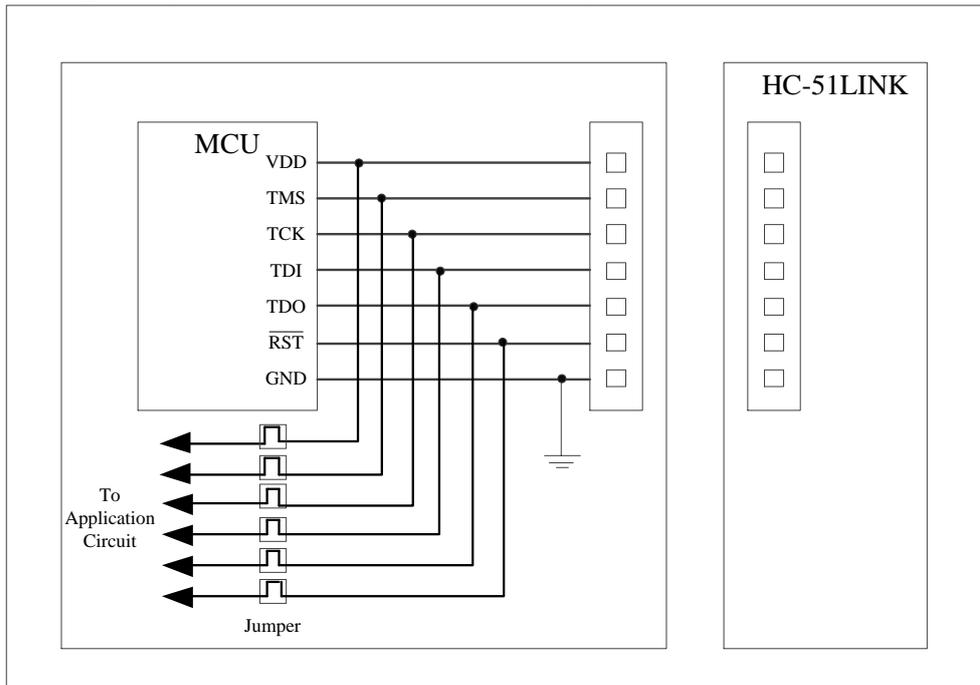 HC-51LINK
MCU
VDD
TMS
TCK
TDI
TDO
RST
GND
To
Application
Circuit
Jumper